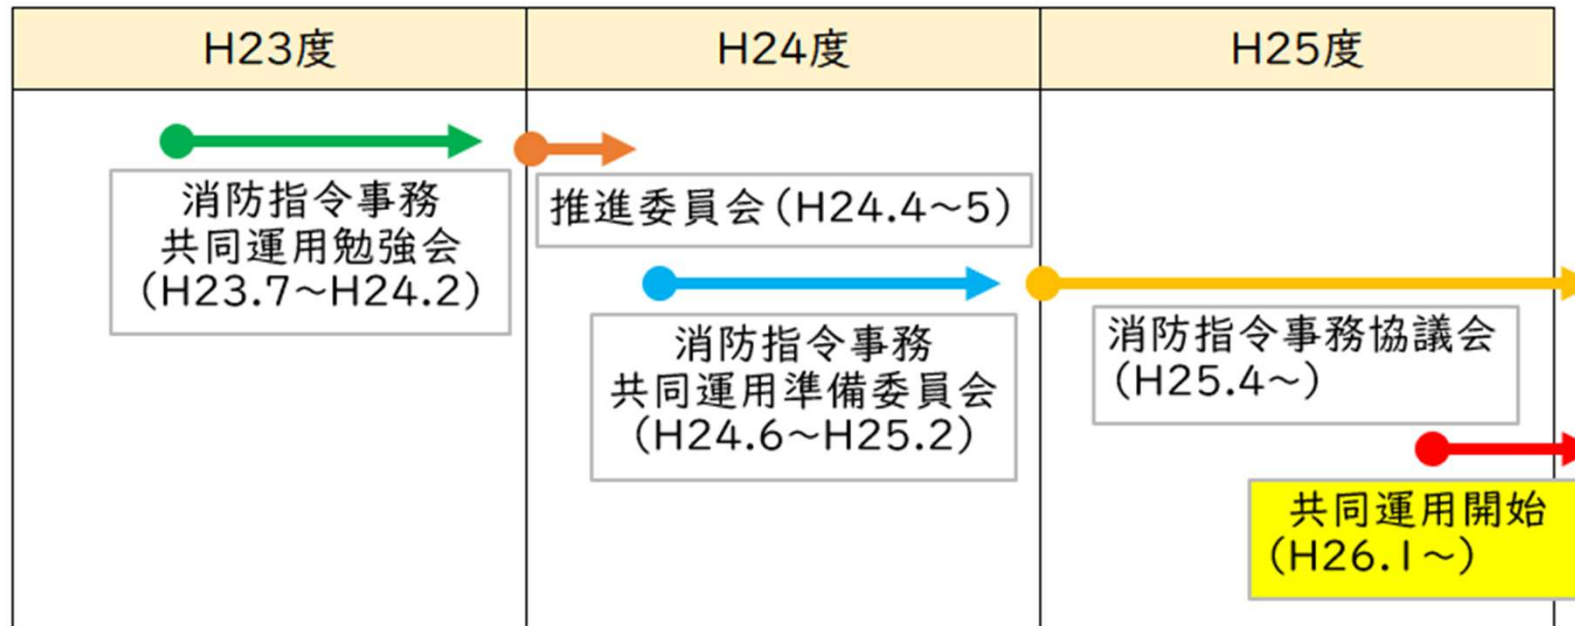 H23度
H24度
H25度
消防指令事務
共同運用勉強会
(H23.7～H24.2)
推進委員会(H24.4～5)
消防指令事務
共同運用準備委員会
(H24.6～H25.2)
消防指令事務協議会
(H25.4～)
共同運用開始
(H26.1～)